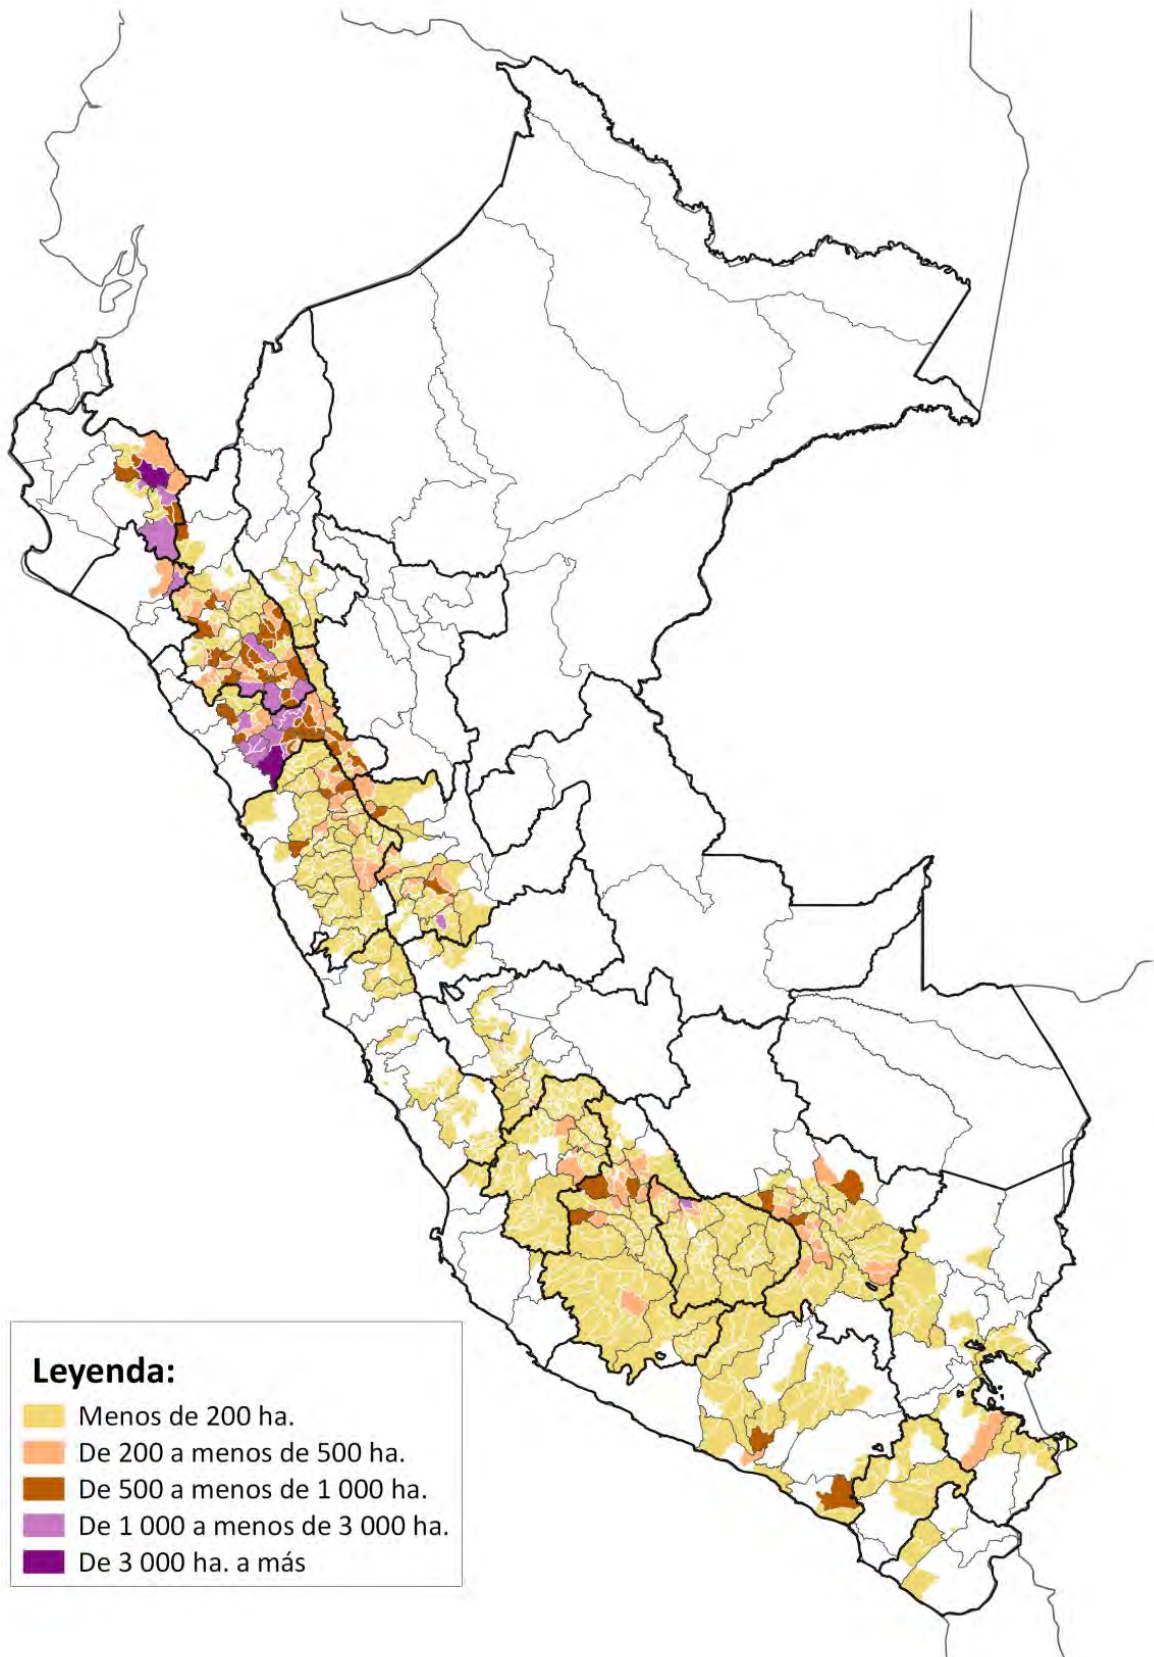 Leyenda:
Menos de 200 ha.
De 200 a menos de 500 ha.
De 500 a menos de 1 000 ha.
De 1 000 a menos de 3 000 ha.
De 3 000 ha. a más